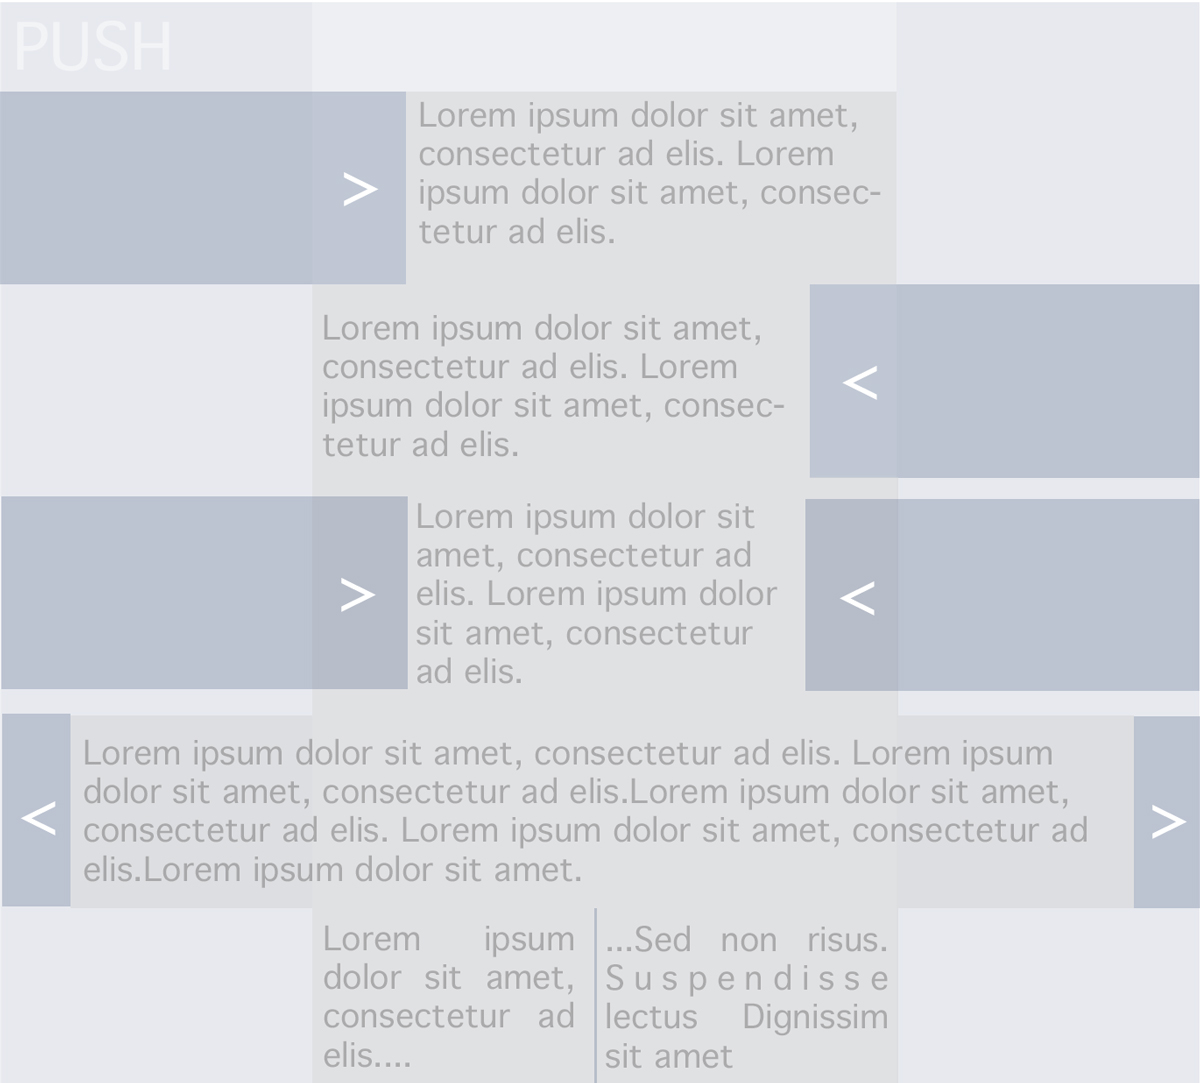 PUSH
Lorem ipsum dolor sit amet,
consectetur ad elis. Lorem
ipsum dolor sit amet, consec-
tetur ad elis.
>
Lorem ipsum dolor sit amet,
consectetur ad elis. Lorem
ipsum dolor sit amet, consec-
tetur ad elis.
<
>
Lorem ipsum dolor sit
amet, consectetur ad
elis. Lorem ipsum dolor
sit amet, consectetur
ad elis.
<
<
Lorem ipsum dolor sit amet, consectetur ad elis. Lorem ipsum
dolor sit amet, consectetur ad elis.Lorem ipsum dolor sit amet,
consectetur ad elis. Lorem ipsum dolor sit amet, consectetur ad
elis.Lorem ipsum dolor sit amet.
>
Lorem ipsum
dolor sit amet,
consectetur ad
elis....
...Sed non risus.
Suspendisse
lectus Dignissim
sit amet